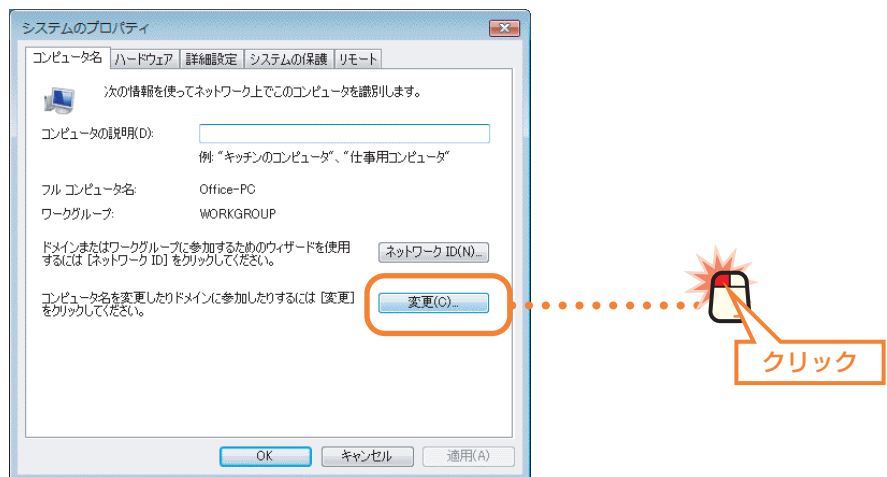 システムのプロパティ
コンピュータ名 ハードウェア 詳細設定 システムの保護 リモート
次の情報を使ってネットワーク上でこのコンピュータを識別します。
コンピュータの説明(D):
例: "キッチンのコンピュータ"、"仕事用コンピュータ"
フル コンピュータ名: Office-PC
ワークグループ: WORKGROUP
ドメインまたはワークグループに参加するためのウィザードを使用
するには [ネットワーク ID] をクリックしてください。
ネットワーク ID(N)...
コンピュータ名を変更したりドメインに参加したりするには [変更]
をクリックしてください。
変更(C)...
クリック
OK キャンセル 適用(A)